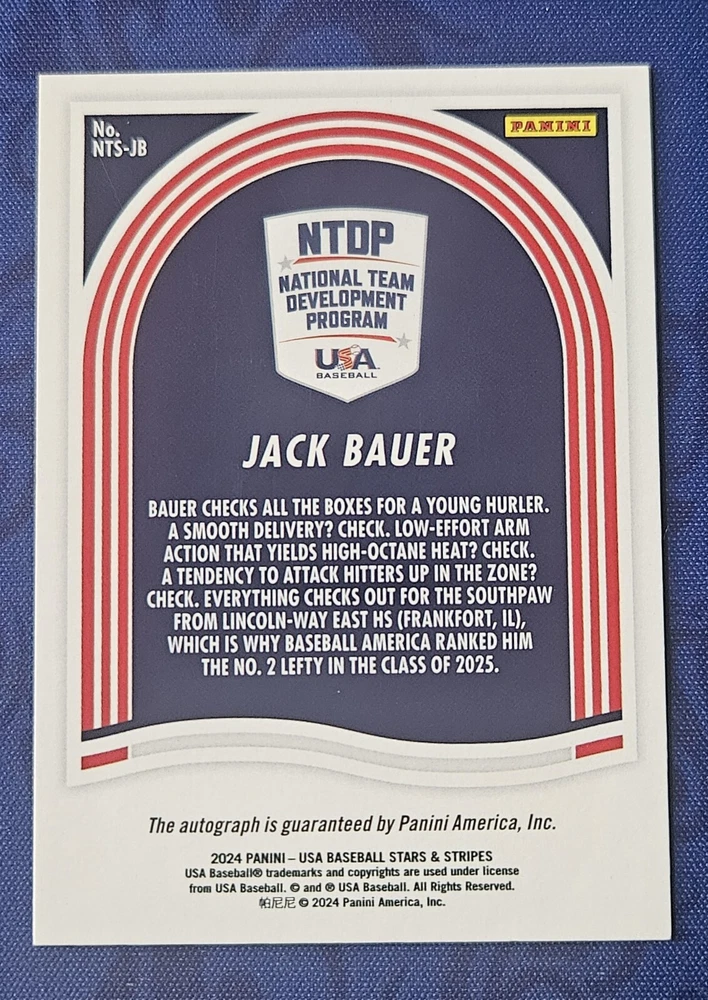 No.
NTS-JB
PANINI
NTDP
NATIONAL TEAM
DEVELOPMENT
PROGRAM
USA
BASEBALL
JACK BAUER
BAUER CHECKS ALL THE BOXES FOR A YOUNG HURLER.
A SMOOTH DELIVERY? CHECK. LOW-EFFORT ARM
ACTION THAT YIELDS HIGH-OCTANE HEAT? CHECK.
A TENDENCY TO ATTACK HITTERS UP IN THE ZONE?
CHECK. EVERYTHING CHECKS OUT FOR THE SOUTHPAW
FROM LINCOLN-WAY EAST HS (FRANKFORT, IL),
WHICH IS WHY BASEBALL AMERICA RANKED HIM
THE NO. 2 LEFTY IN THE CLASS OF 2025.
The autograph is guaranteed by Panini America, Inc.
2024 PANINI – USA BASEBALL STARS & STRIPES
USA Baseball® trademarks and copyrights are used under license
from USA Baseball. © and ® USA Baseball. All Rights Reserved.
帕尼尼 © 2024 Panini America, Inc.